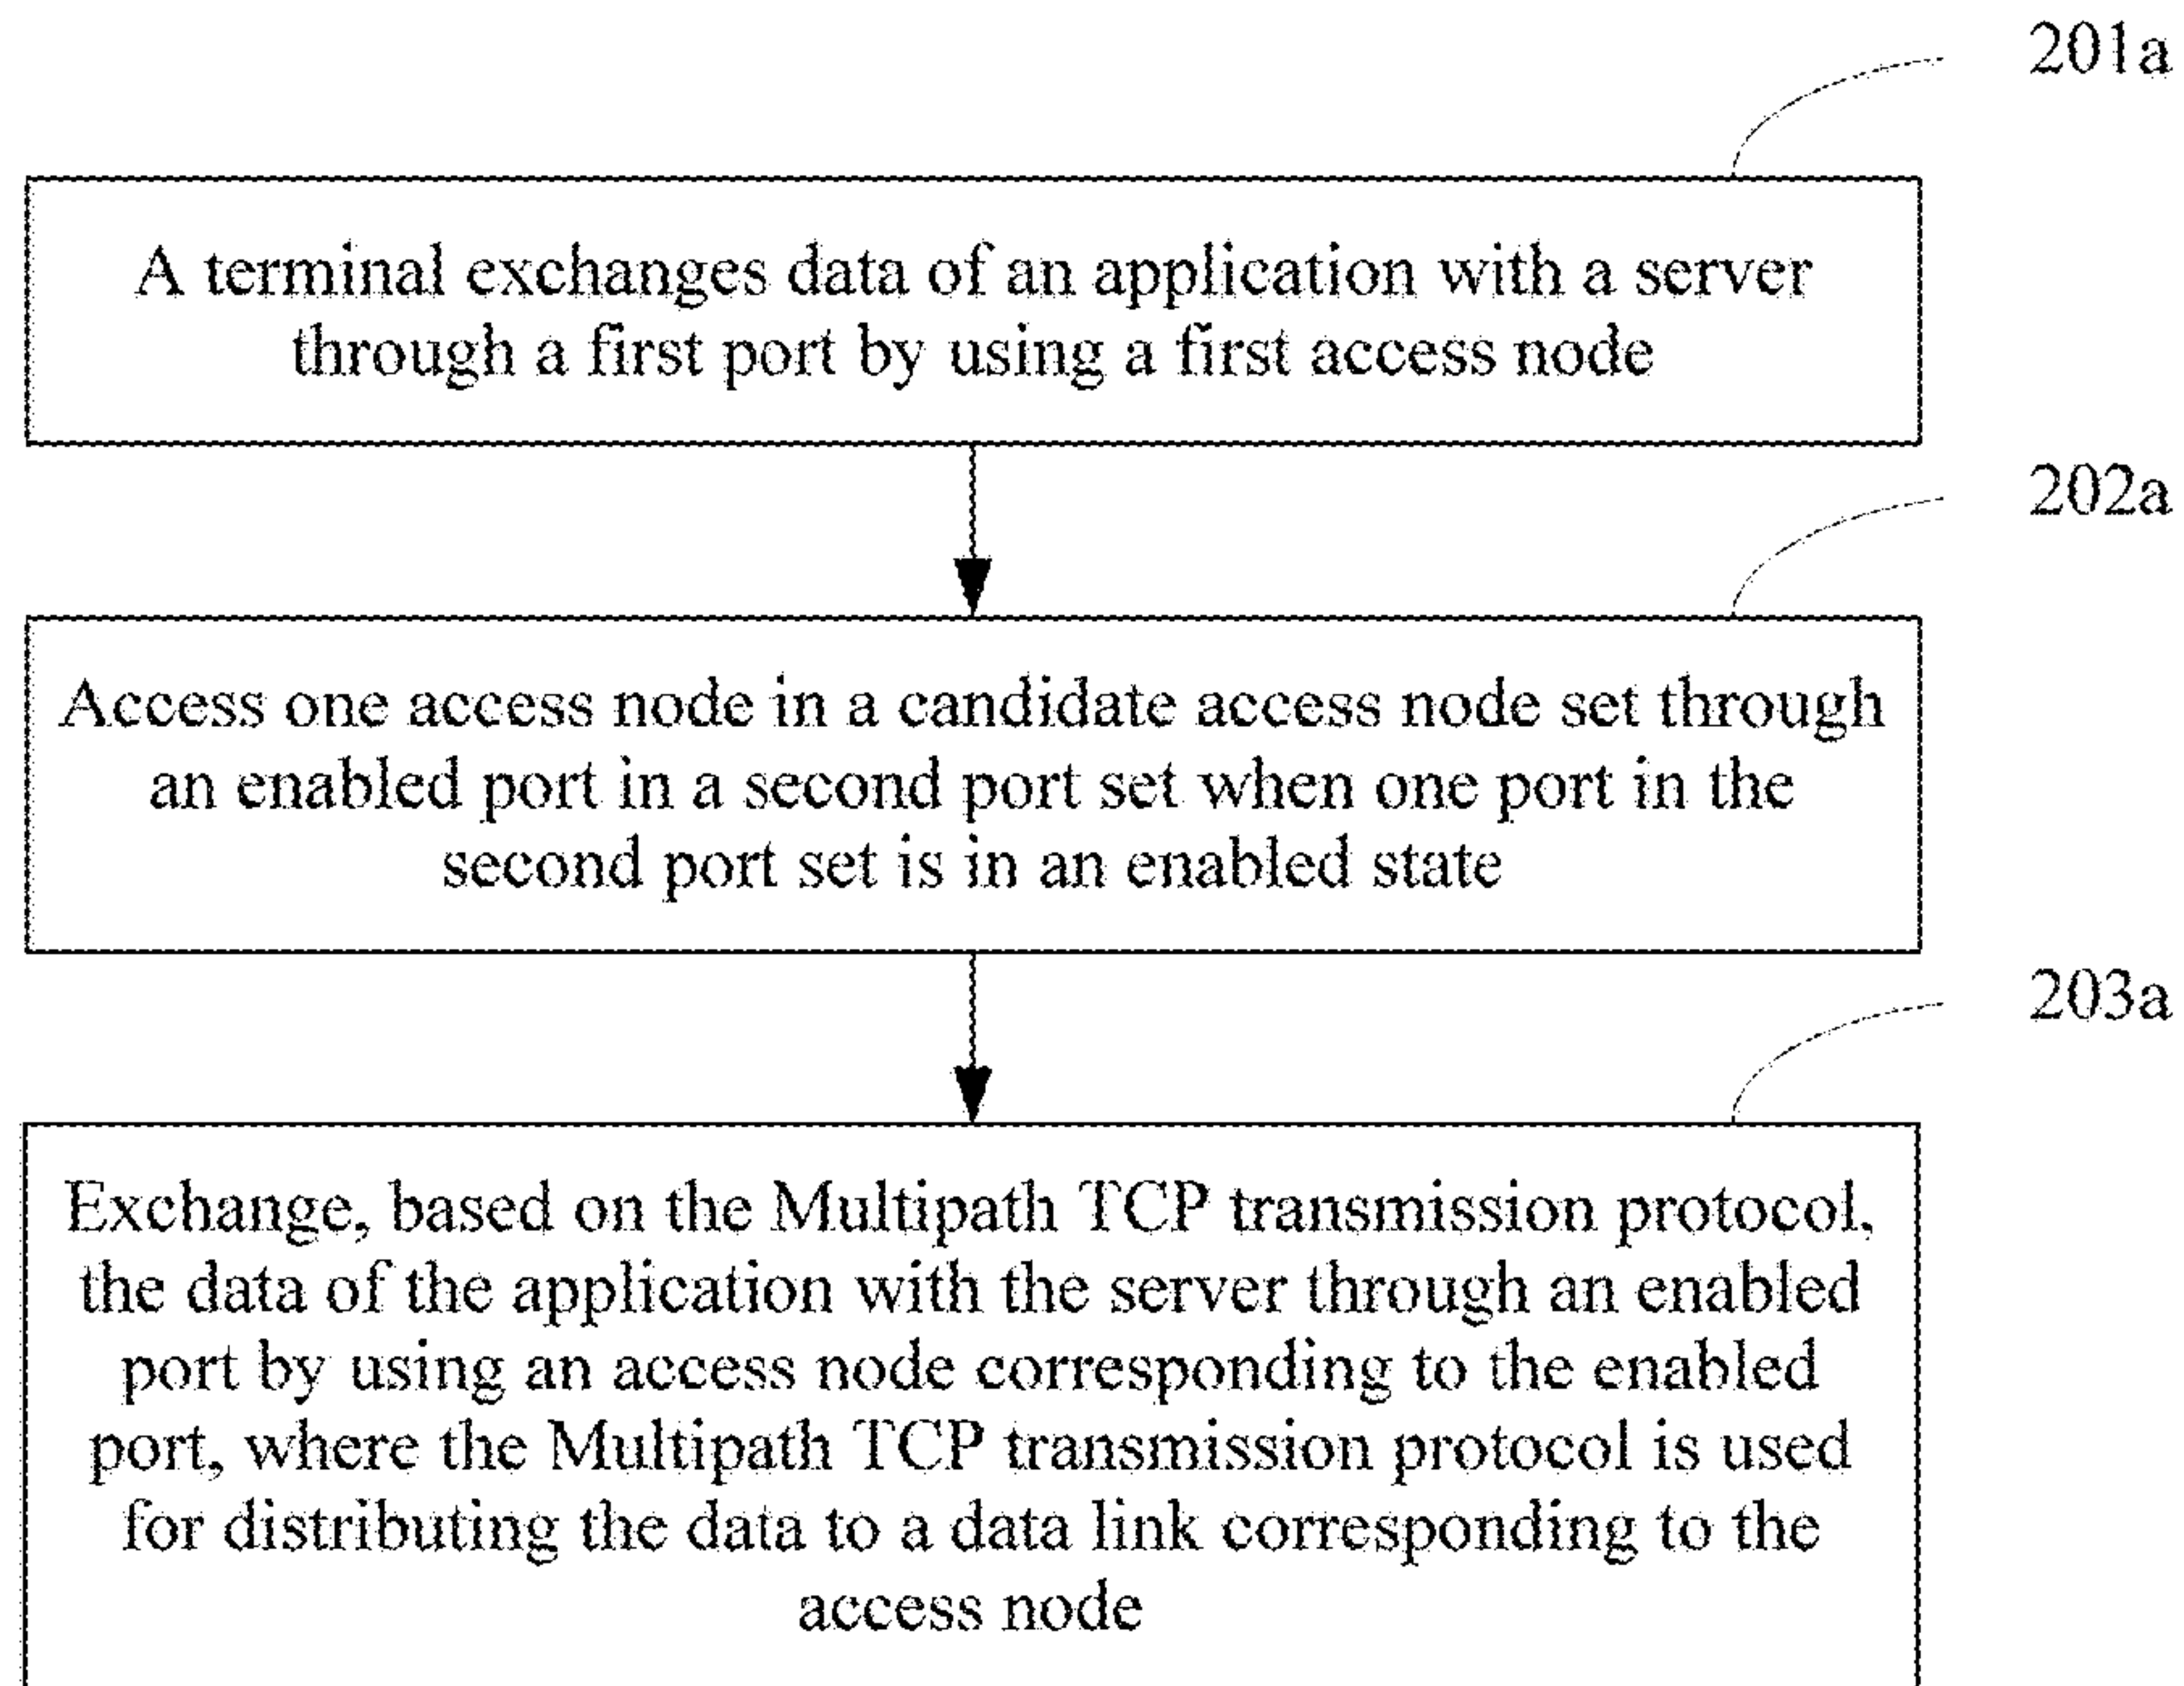 201a
A terminal exchanges data of an application with a server
through a first port by using a first access node
202a
Access one access node in a candidate access node set through
an enabled port in a second port set when one port in the
second port set is in an enabled state
203a
Exchange, based on the Multipath TCP transmission protocol,
the data of the application with the server through an enabled
port by using an access node corresponding to the enabled
port, where the Multipath TCP transmission protocol is used
for distributing the data to a data link corresponding to the
access node